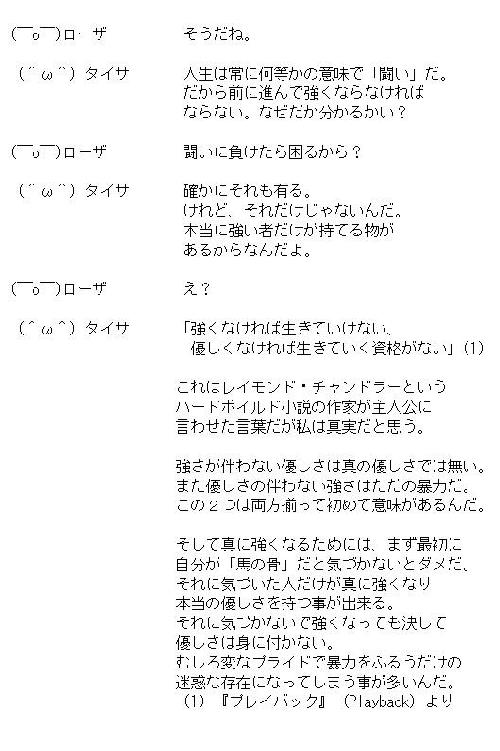 (￣o￣)ローザ　そうだね。
(＾ω＾) タイサ　人生は常に何等かの意味で「闘い」だ。
だから前に進んで強くならなければ
ならない。なぜだか分かるかい？
(￣o￣)ローザ　闘いに負けたら困るから？
(＾ω＾) タイサ　確かにそれも有る。
けれど、それだけじゃないんだ。
本当に強い者だけが持てる物が
あるからなんだよ。
(￣o￣)ローザ　え？
(＾ω＾) タイサ　「強くなければ生きていけない、
優しくなければ生きていく資格がない」(1)
これはレイモンド・チャンドラーという
ハードボイルド小説の作家が主人公に
言わせた言葉だが私は真実だと思う。
強さが伴わない優しさは真の優しさでは無い。
また優しさの伴わない強さはただの暴力だ。
この２つは両方揃って初めて意味があるんだ。
そして真に強くなるためには、まず最初に
自分が「馬の骨」だと気づかないとダメだ、
それに気づいた人だけが真に強くなり
本当の優しさを持つ事が出来る。
それに気づかないで強くなっても決して
優しさは身に付かない。
むしろ変なプライドで暴力をふるうだけの
迷惑な存在になってしまう事が多いんだ。
(1) 『プレイバック』 (Playback) より